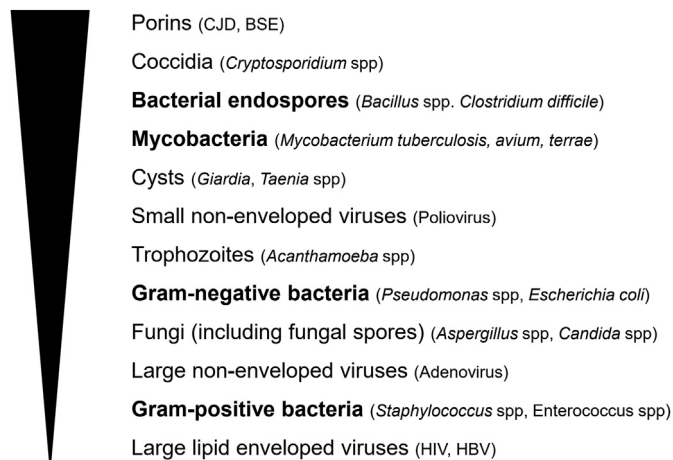 Porins (CJD, BSE)
Coccidia (Cryptosporidium spp)
Bacterial endospores (Bacillus spp. Clostridium difficile)
Mycobacteria (Mycobacterium tuberculosis, avium, terrae)
Cysts (Giardia, Taenia spp)
Small non-enveloped viruses (Poliovirus)
Trophozoites (Acanthamoeba spp)
Gram-negative bacteria (Pseudomonas spp, Escherichia coli)
Fungi (including fungal spores) (Aspergillus spp, Candida spp)
Large non-enveloped viruses (Adenovirus)
Gram-positive bacteria (Staphylococcus spp, Enterococcus spp)
Large lipid enveloped viruses (HIV, HBV)